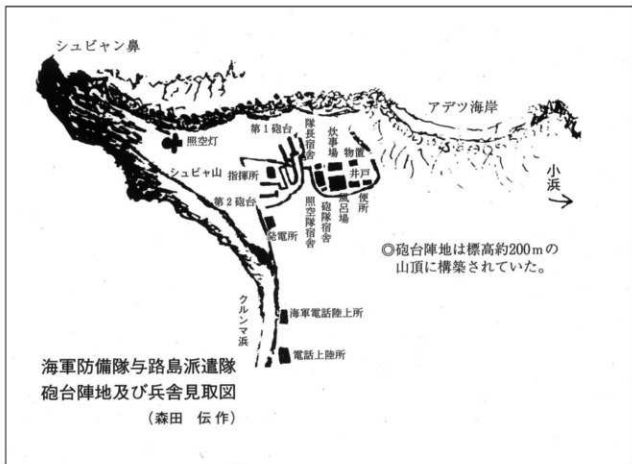 シュビャン鼻
アデツ海岸
照空灯
第1砲台
隊長宿舎
炊事場
物置
井戸
シュビャ山
指揮所
第2砲台
照空隊宿舎
砲隊宿舎
風呂場
便所
小浜
発電所
◎砲台陣地は標高約200mの
山頂に構築されていた。
クルンマ浜
海軍電話陸上所
電話上陸所
海軍防備隊与路島派遣隊
砲台陣地及び兵舎見取図
(森田 伝作)